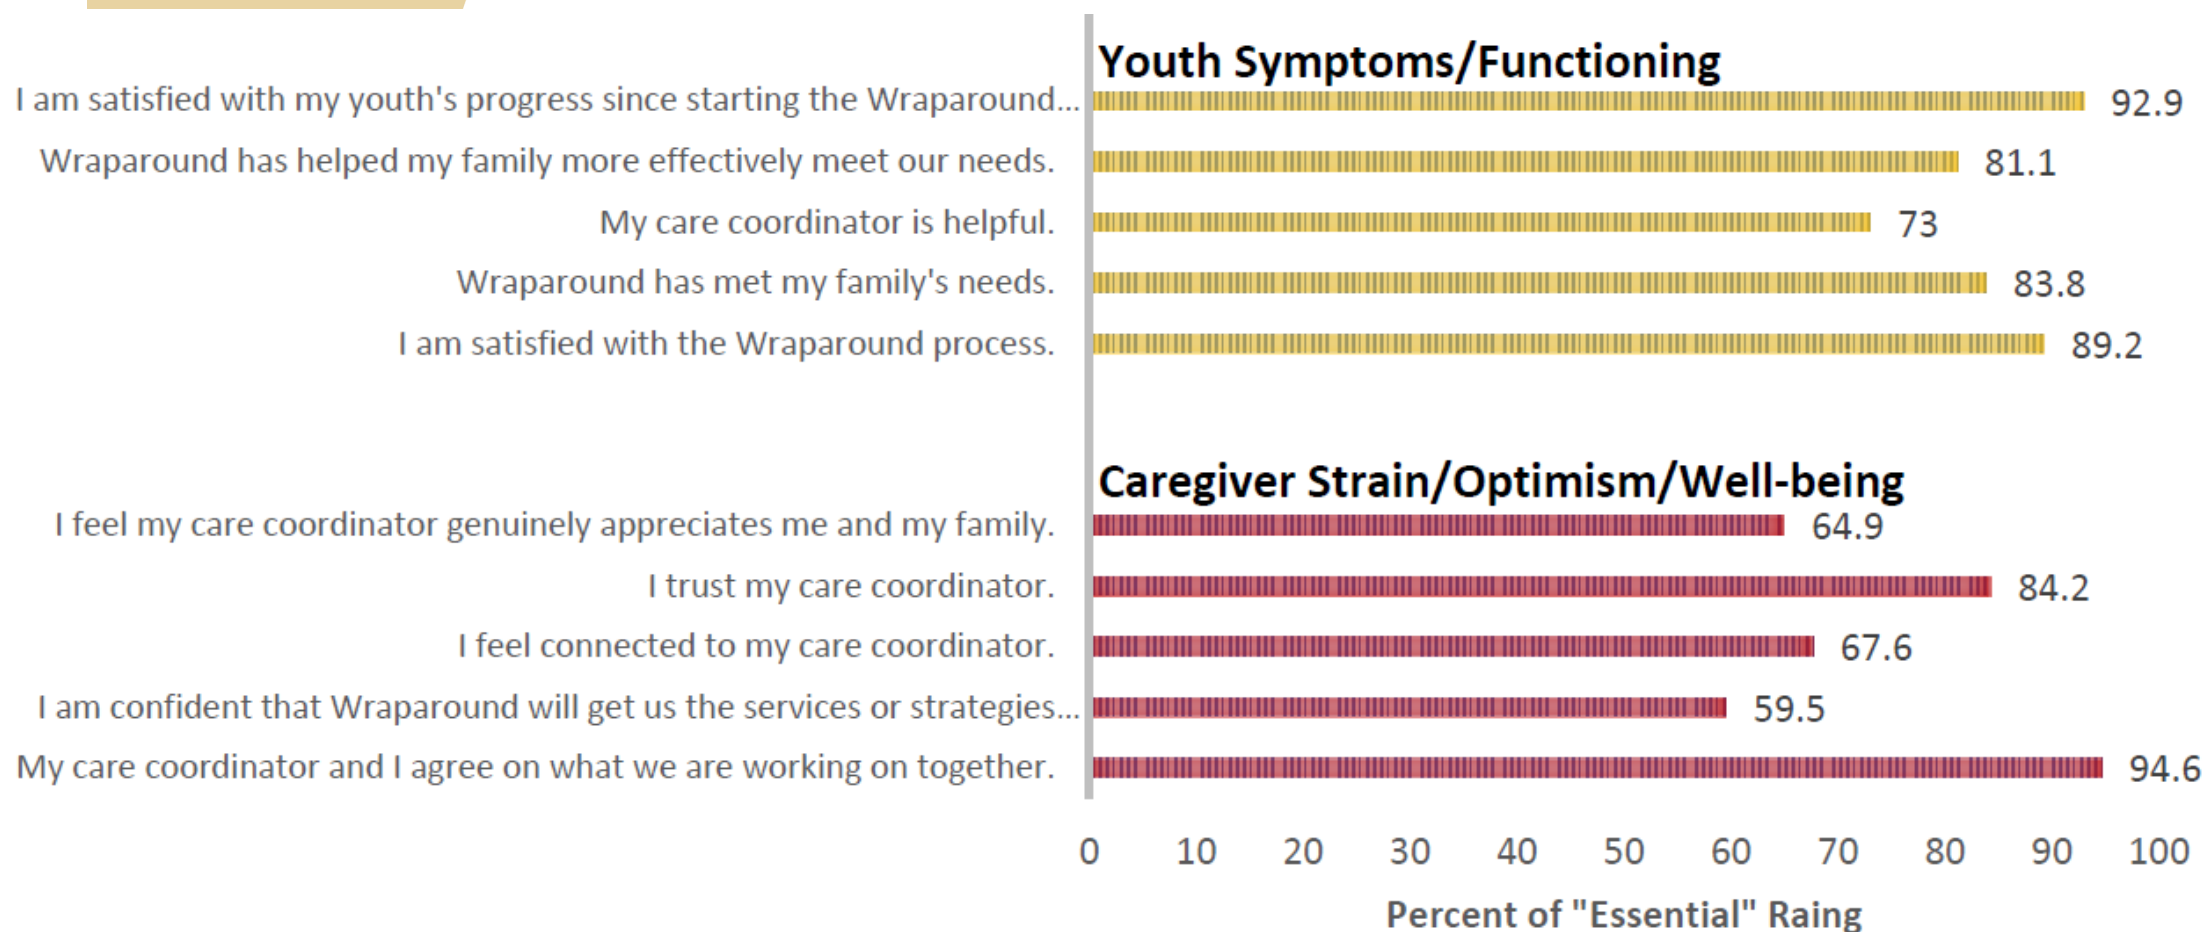 Youth Symptoms/Functioning
I am satisfied with my youth's progress since starting the Wraparound... 92.9
Wraparound has helped my family more effectively meet our needs. 81.1
My care coordinator is helpful. 73
Wraparound has met my family's needs. 83.8
I am satisfied with the Wraparound process. 89.2
Caregiver Strain/Optimism/Well-being
I feel my care coordinator genuinely appreciates me and my family. 64.9
I trust my care coordinator. 84.2
I feel connected to my care coordinator. 67.6
I am confident that Wraparound will get us the services or strategies... 59.5
My care coordinator and I agree on what we are working on together. 94.6
0 10 20 30 40 50 60 70 80 90 100
Percent of "Essential" Raing